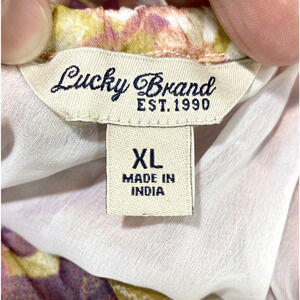 Lucky Brand
EST. 1990
XL
MADE IN
INDIA